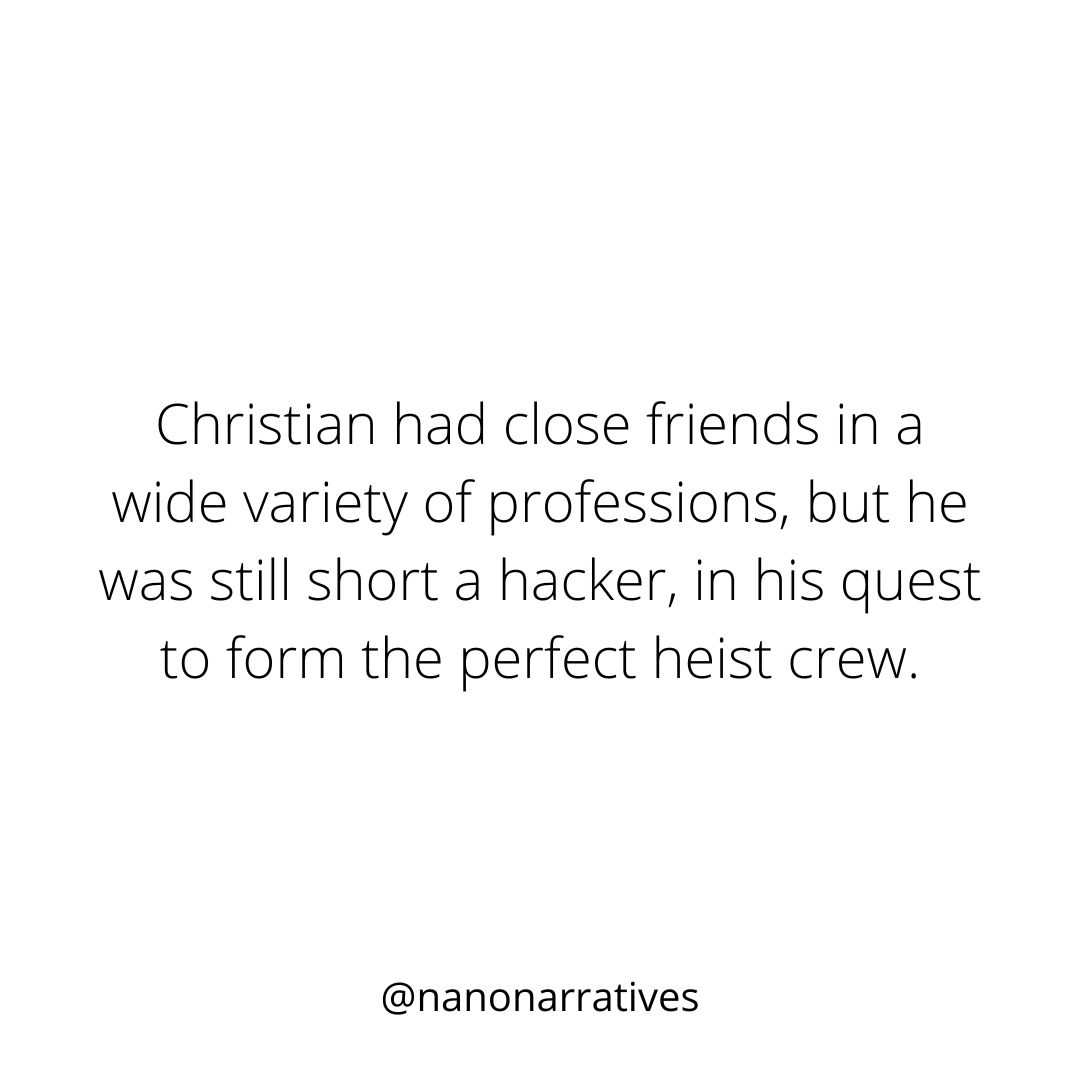 Christian had close friends in a
wide variety of professions, but he
was still short a hacker, in his quest
to form the perfect heist crew.
@nanonarratives